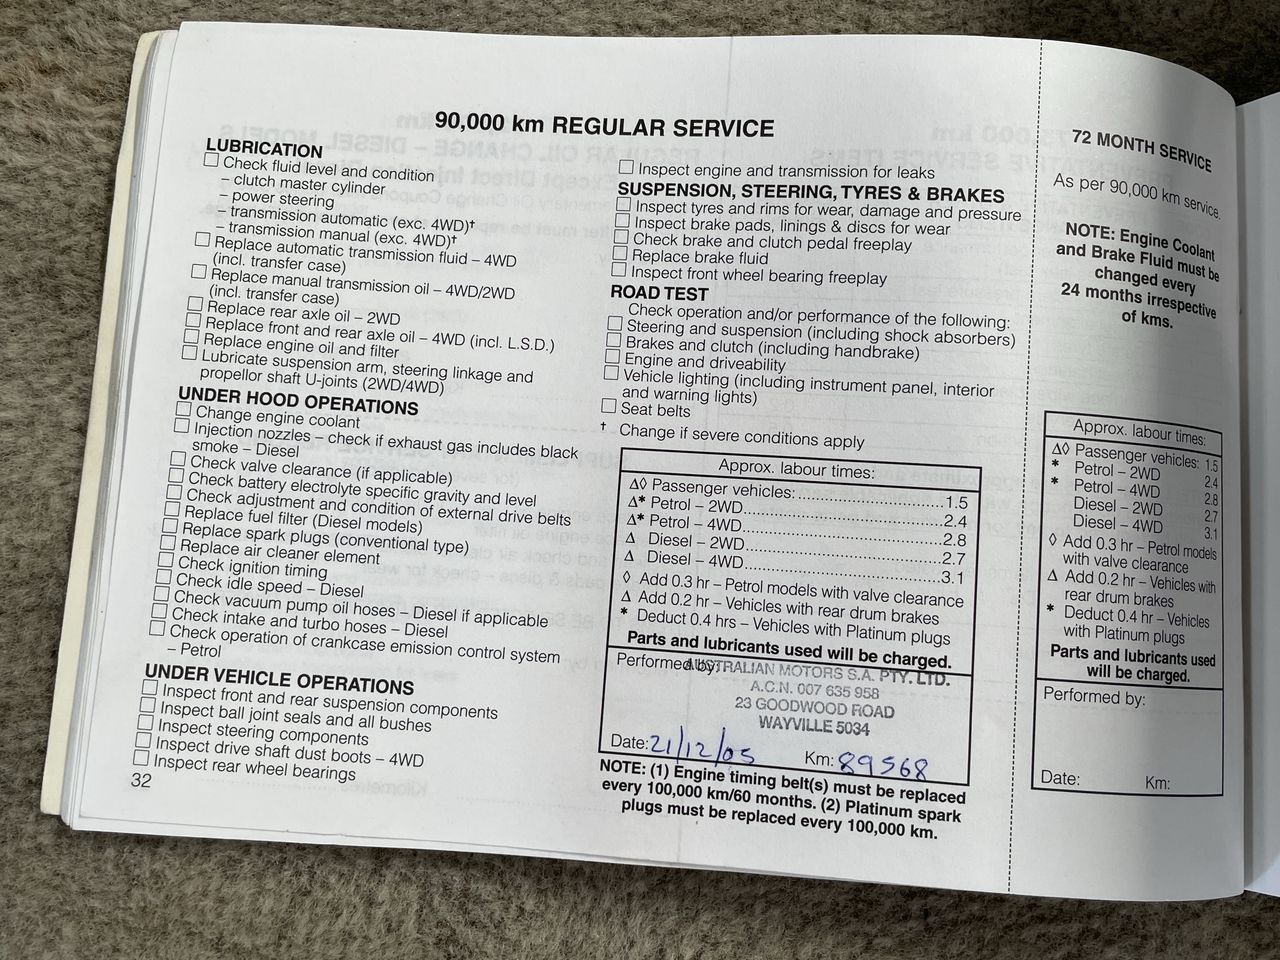 90,000 km REGULAR SERVICE
LUBRICATION
Check fluid level and condition
– clutch master cylinder
– power steering
– transmission automatic (exc. 4WD)†
– transmission manual (exc. 4WD)†
Replace automatic transmission fluid – 4WD
(incl. transfer case)
Replace manual transmission oil – 4WD/2WD
(incl. transfer case)
Replace rear axle oil – 2WD
Replace front and rear axle oil – 4WD (incl. L.S.D.)
Replace engine oil and filter
Lubricate suspension arm, steering linkage and
propellor shaft U-joints (2WD/4WD)
UNDER HOOD OPERATIONS
Change engine coolant
Injection nozzles – check if exhaust gas includes black
smoke – Diesel
Check valve clearance (if applicable)
Check battery electrolyte specific gravity and level
Check adjustment and condition of external drive belts
Replace fuel filter (Diesel models)
Replace spark plugs (conventional type)
Replace air cleaner element
Check ignition timing
Check idle speed – Diesel
Check vacuum pump oil hoses – Diesel if applicable
Check intake and turbo hoses – Diesel
Check operation of crankcase emission control system
– Petrol
UNDER VEHICLE OPERATIONS
Inspect front and rear suspension components
Inspect ball joint seals and all bushes
Inspect steering components
Inspect drive shaft dust boots – 4WD
Inspect rear wheel bearings
32
Inspect engine and transmission for leaks
SUSPENSION, STEERING, TYRES & BRAKES
Inspect tyres and rims for wear, damage and pressure
Inspect brake pads, linings & discs for wear
Check brake and clutch pedal freeplay
Replace brake fluid
Inspect front wheel bearing freeplay
ROAD TEST
Check operation and/or performance of the following:
Steering and suspension (including shock absorbers)
Brakes and clutch (including handbrake)
Engine and driveability
Vehicle lighting (including instrument panel, interior
and warning lights)
Seat belts
† Change if severe conditions apply
Approx. labour times:
Δ◊ Passenger vehicles:..................................1.5
Δ* Petrol – 2WD..............................................2.4
Δ* Petrol – 4WD..............................................2.8
Δ Diesel – 2WD.............................................2.7
Δ Diesel – 4WD.............................................3.1
◊ Add 0.3 hr – Petrol models with valve clearance
Δ Add 0.2 hr – Vehicles with rear drum brakes
* Deduct 0.4 hrs – Vehicles with Platinum plugs
Parts and lubricants used will be charged.
Performed by:
AUSTRALIAN MOTORS S.A. PTY. LTD.
A.C.N. 007 635 958
23 GOODWOOD ROAD
WAYVILLE 5034
Date: 21/12/05 Km: 89568
NOTE: (1) Engine timing belt(s) must be replaced
every 100,000 km/60 months. (2) Platinum spark
plugs must be replaced every 100,000 km.
72 MONTH SERVICE
As per 90,000 km service.
NOTE: Engine Coolant
and Brake Fluid must be
changed every
24 months irrespective
of kms.
Approx. labour times:
Δ◊ Passenger vehicles: 1.5
* Petrol – 2WD 2.4
* Petrol – 4WD 2.8
Diesel – 2WD 2.7
Diesel – 4WD 3.1
◊ Add 0.3 hr – Petrol models
with valve clearance
Δ Add 0.2 hr – Vehicles with
rear drum brakes
* Deduct 0.4 hr – Vehicles
with Platinum plugs
Parts and lubricants used
will be charged.
Performed by:
Date: Km: